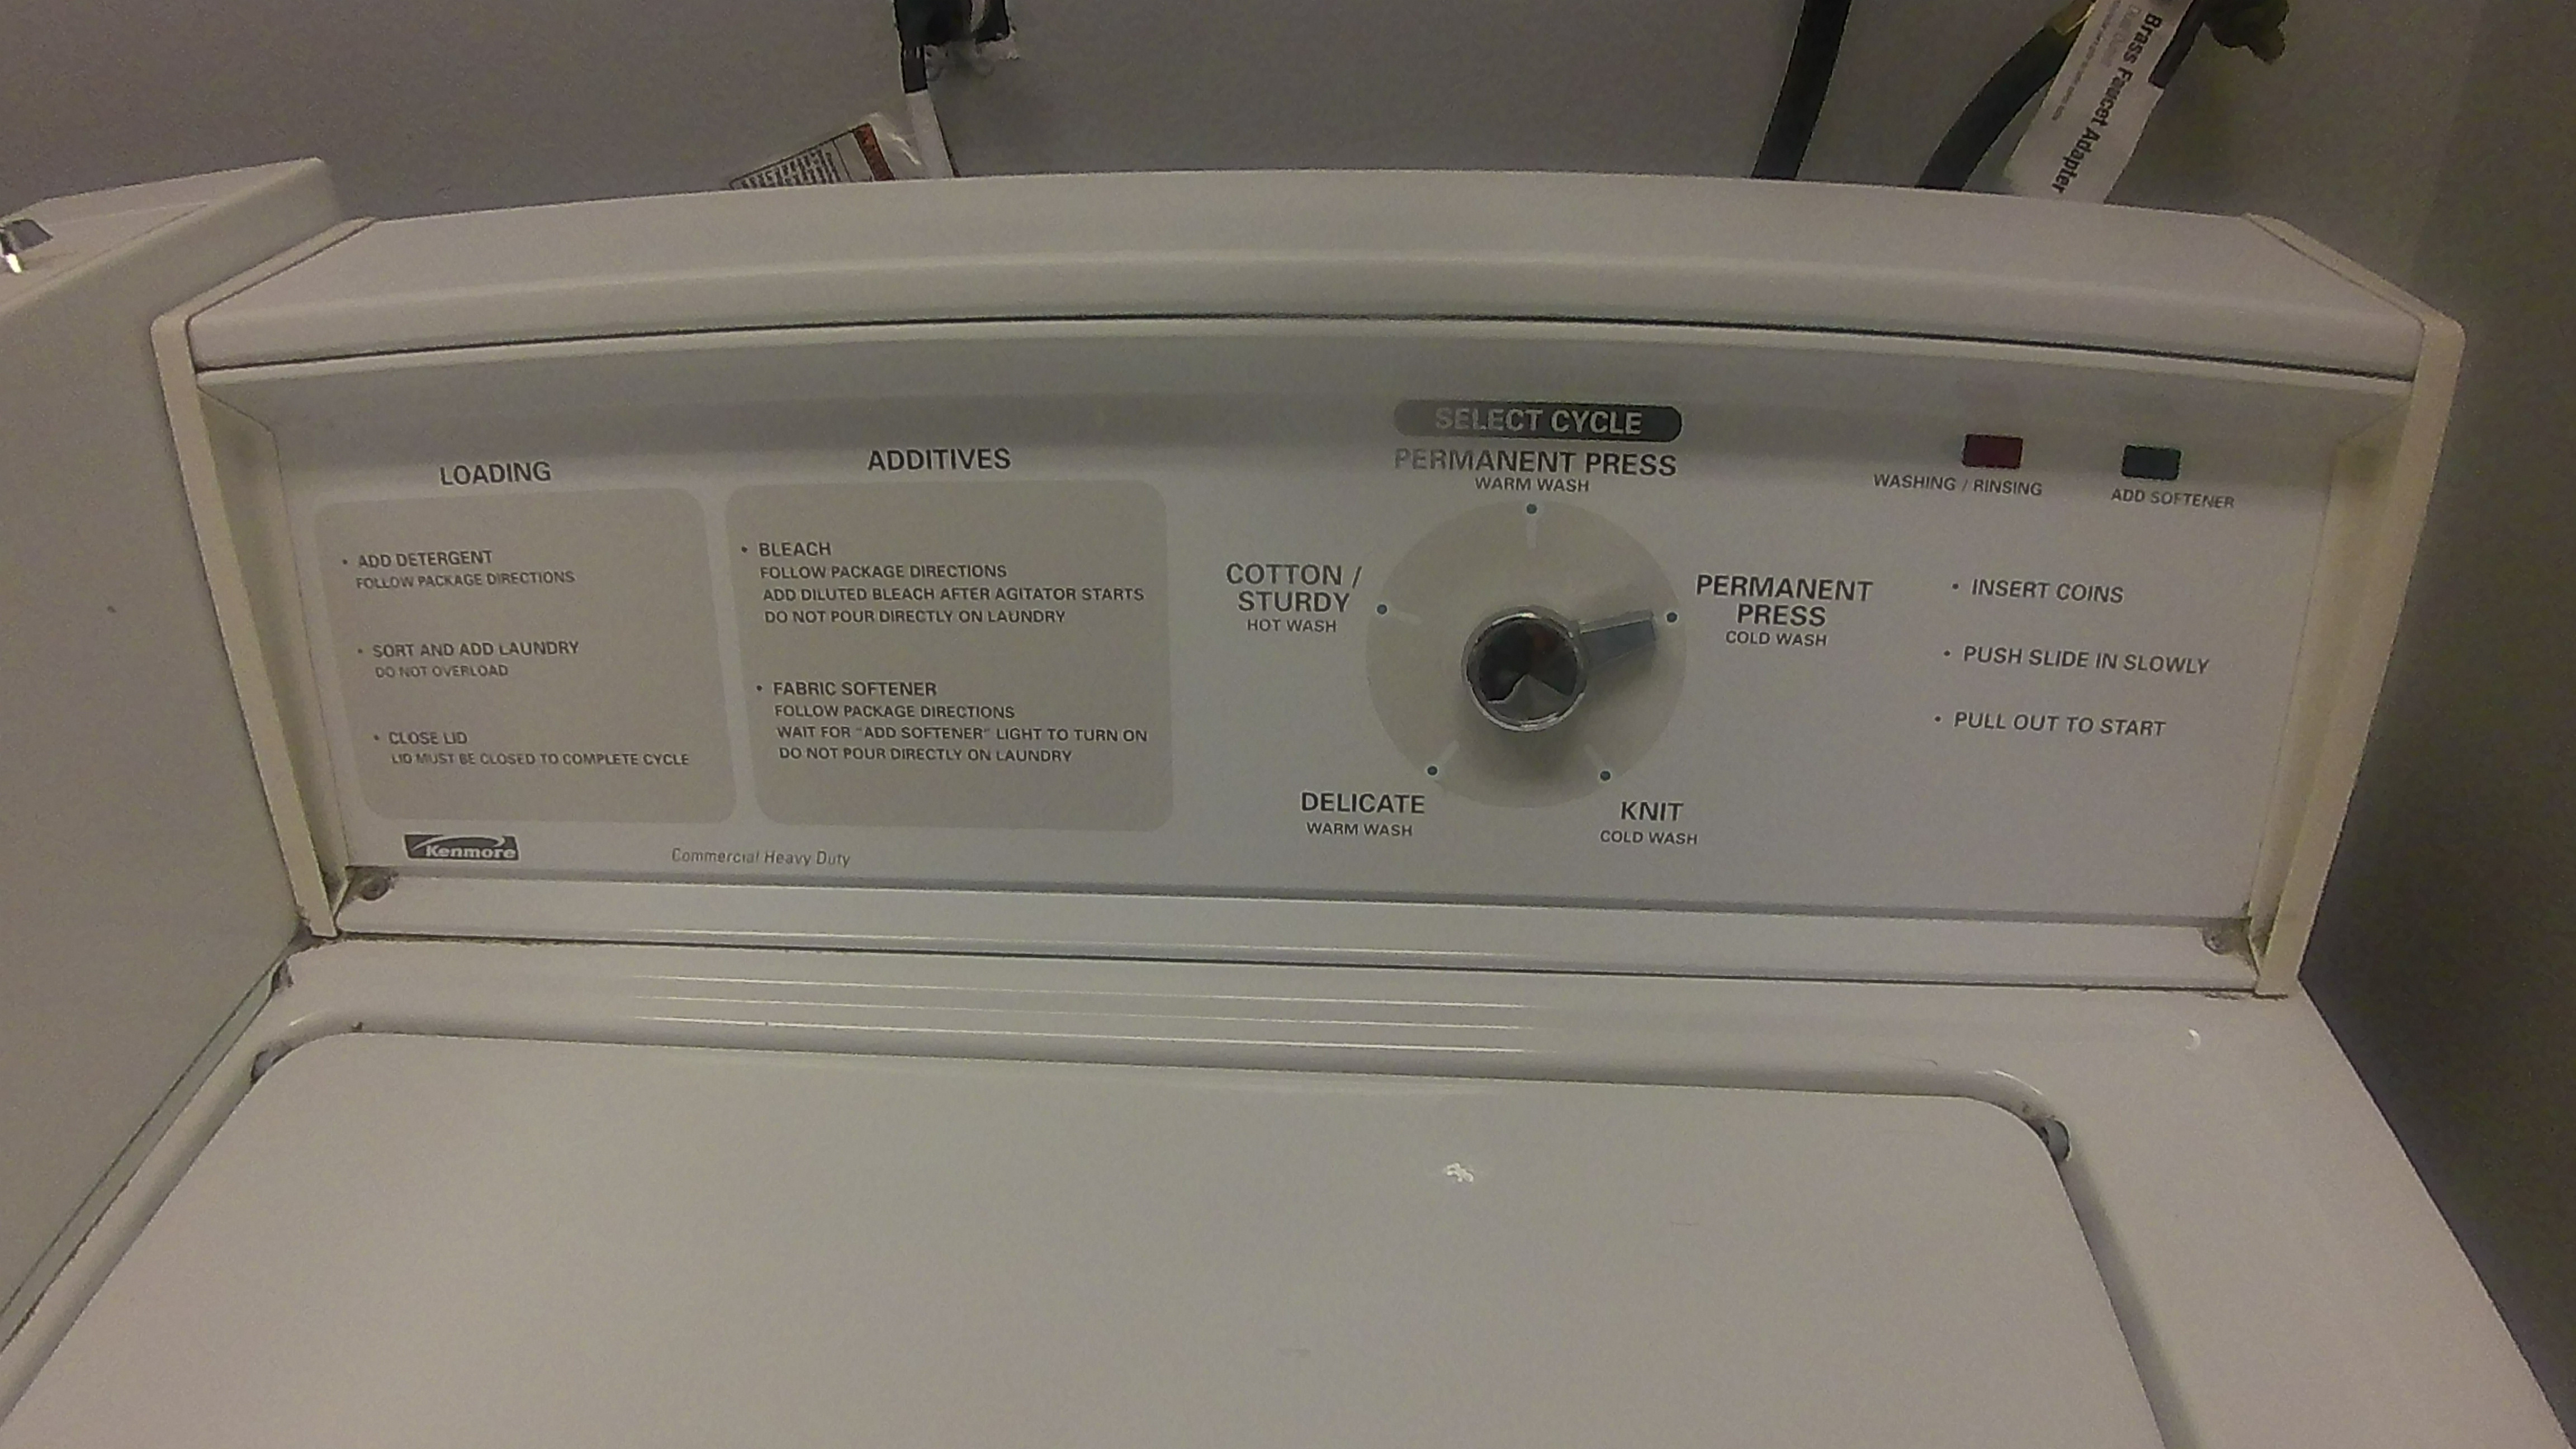 Brass Faucet Adapter
LOADING
• ADD DETERGENT
FOLLOW PACKAGE DIRECTIONS
• SORT AND ADD LAUNDRY
DO NOT OVERLOAD
• CLOSE LID
LID MUST BE CLOSED TO COMPLETE CYCLE
Kenmore
Commercial Heavy Duty
ADDITIVES
• BLEACH
FOLLOW PACKAGE DIRECTIONS
ADD DILUTED BLEACH AFTER AGITATOR STARTS
DO NOT POUR DIRECTLY ON LAUNDRY
• FABRIC SOFTENER
FOLLOW PACKAGE DIRECTIONS
WAIT FOR "ADD SOFTENER" LIGHT TO TURN ON
DO NOT POUR DIRECTLY ON LAUNDRY
SELECT CYCLE
PERMANENT PRESS
WARM WASH
COTTON /
STURDY
HOT WASH
PERMANENT
PRESS
COLD WASH
DELICATE
WARM WASH
KNIT
COLD WASH
WASHING / RINSING
ADD SOFTENER
• INSERT COINS
• PUSH SLIDE IN SLOWLY
• PULL OUT TO START